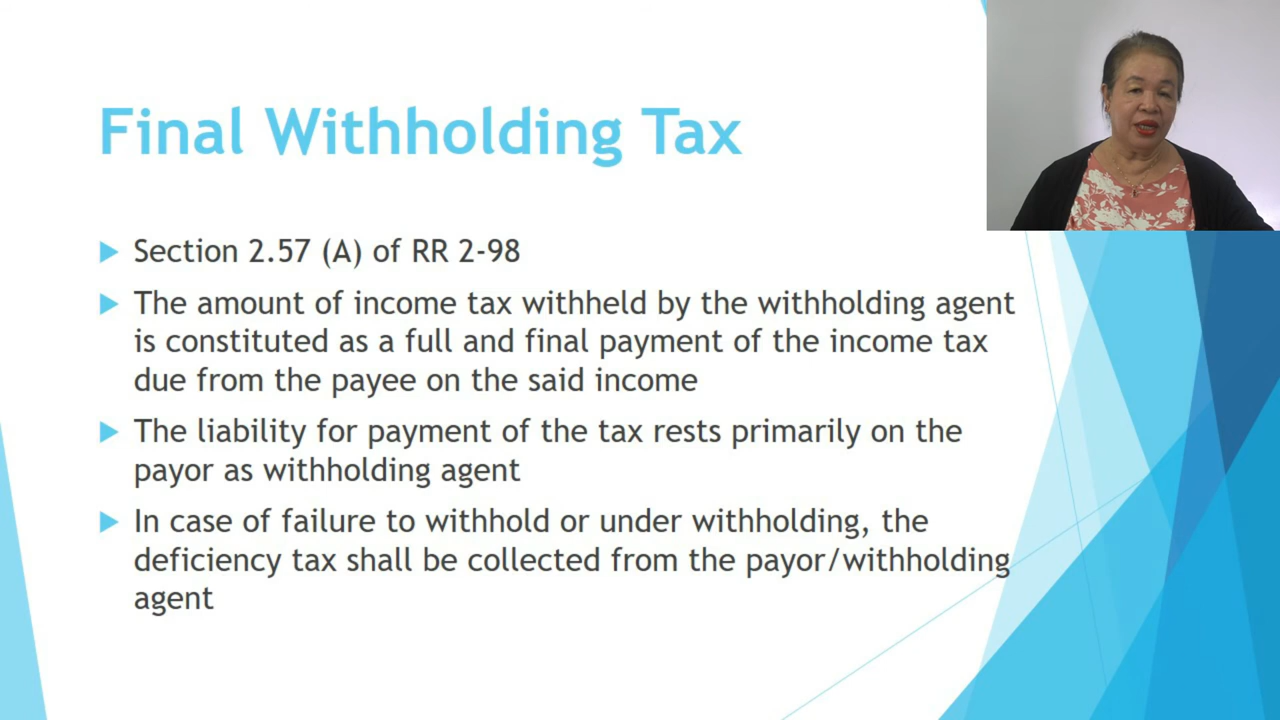 Final Withholding Tax
Section 2.57 (A) of RR 2-98
The amount of income tax withheld by the withholding agent
is constituted as a full and final payment of the income tax
due from the payee on the said income
The liability for payment of the tax rests primarily on the
payor as withholding agent
In case of failure to withhold or under withholding, the
deficiency tax shall be collected from the payor/withholding
agent